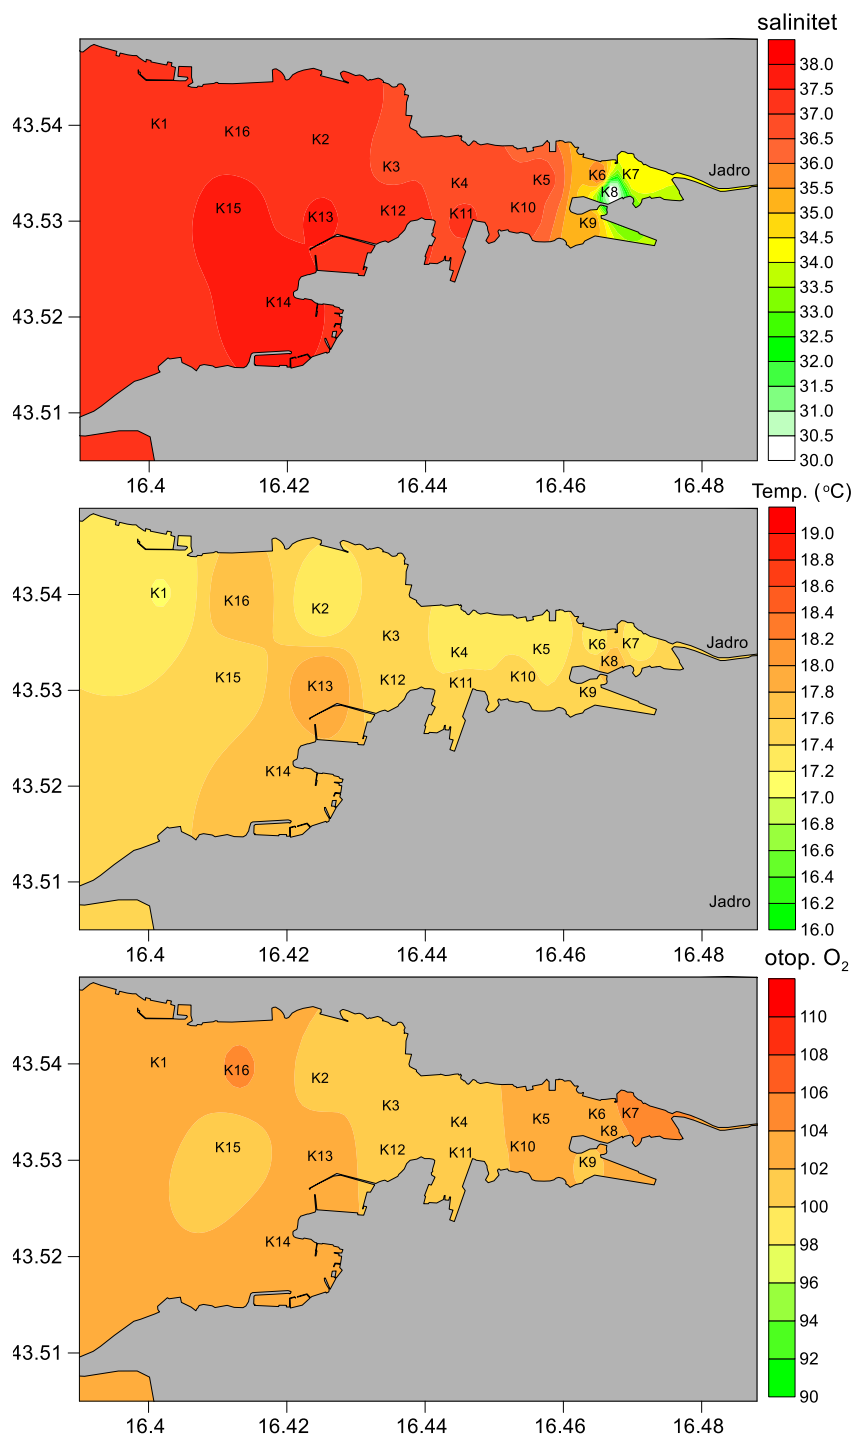 salinitet
38.0
37.5
37.0
36.5
36.0
35.5
35.0
34.5
34.0
33.5
33.0
32.5
32.0
31.5
31.0
30.5
30.0
43.54
43.53
43.52
43.51
K1
K16
K2
K3
K4
K5
K6
K7
K8
Jadro
K15
K13
K12
K11
K10
K9
K14
16.4
16.42
16.44
16.46
16.48
Temp. (°C)
19.0
18.8
18.6
18.4
18.2
18.0
17.8
17.6
17.4
17.2
17.0
16.8
16.6
16.4
16.2
16.0
43.54
43.53
43.52
43.51
K1
K16
K2
K3
K4
K5
K6
K7
K8
Jadro
K15
K13
K12
K11
K10
K9
K14
Jadro
16.4
16.42
16.44
16.46
16.48
otop. O₂
110
108
106
104
102
100
98
96
94
92
90
43.54
43.53
43.52
43.51
K1
K16
K2
K3
K4
K5
K6
K7
K8
K15
K13
K12
K11
K10
K9
K14
16.4
16.42
16.44
16.46
16.48